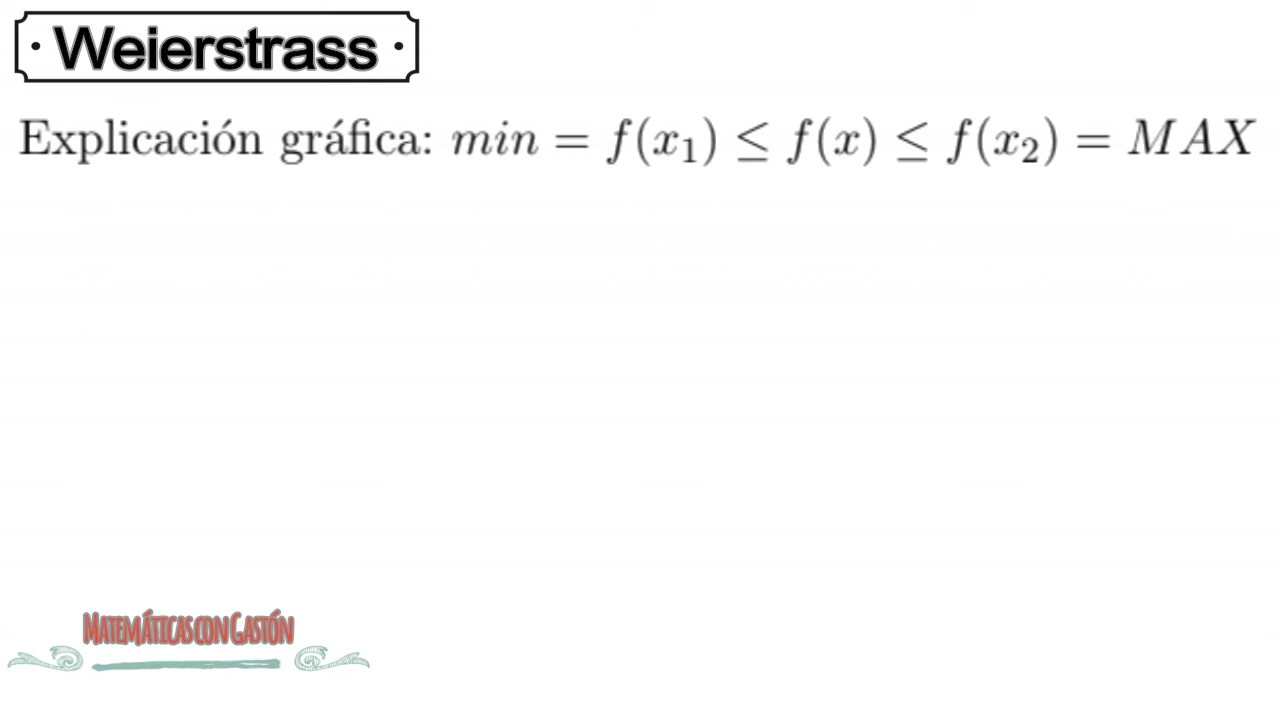 · Weierstrass ·
Explicación gráfica: min = f(x₁) ≤ f(x) ≤ f(x₂) = MAX
Matemáticas con Gastón